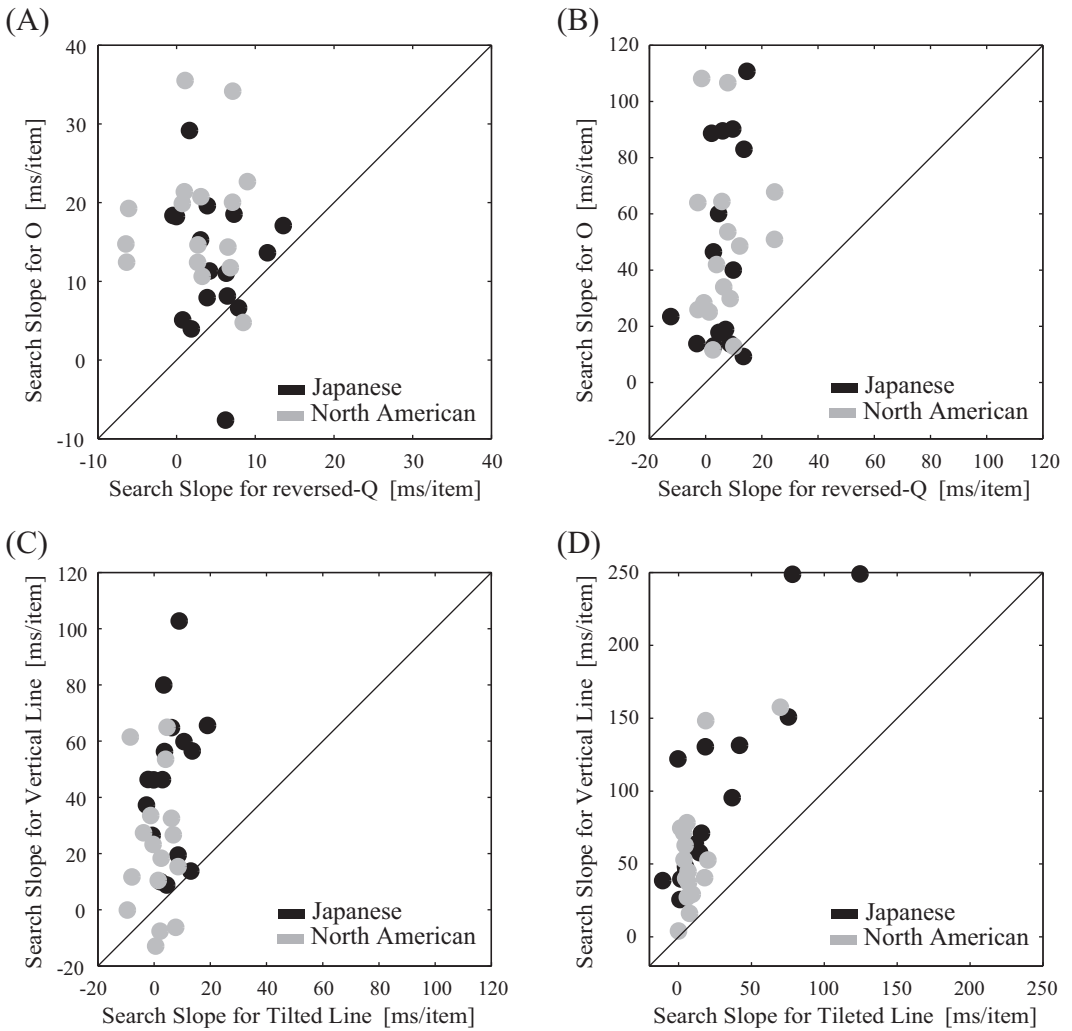 (A)
40
30
20
10
0
-10
-10 0 10 20 30 40
Search Slope for O [ms/item]
Search Slope for reversed-Q [ms/item]
Japanese
North American
(B)
120
100
80
60
40
20
0
-20
-20 0 20 40 60 80 100 120
Search Slope for O [ms/item]
Search Slope for reversed-Q [ms/item]
Japanese
North American
(C)
120
100
80
60
40
20
0
-20
-20 0 20 40 60 80 100 120
Search Slope for Vertical Line [ms/item]
Search Slope for Tilted Line [ms/item]
Japanese
North American
(D)
250
200
150
100
50
0
0 50 100 150 200 250
Search Slope for Vertical Line [ms/item]
Search Slope for Tileted Line [ms/item]
Japanese
North American